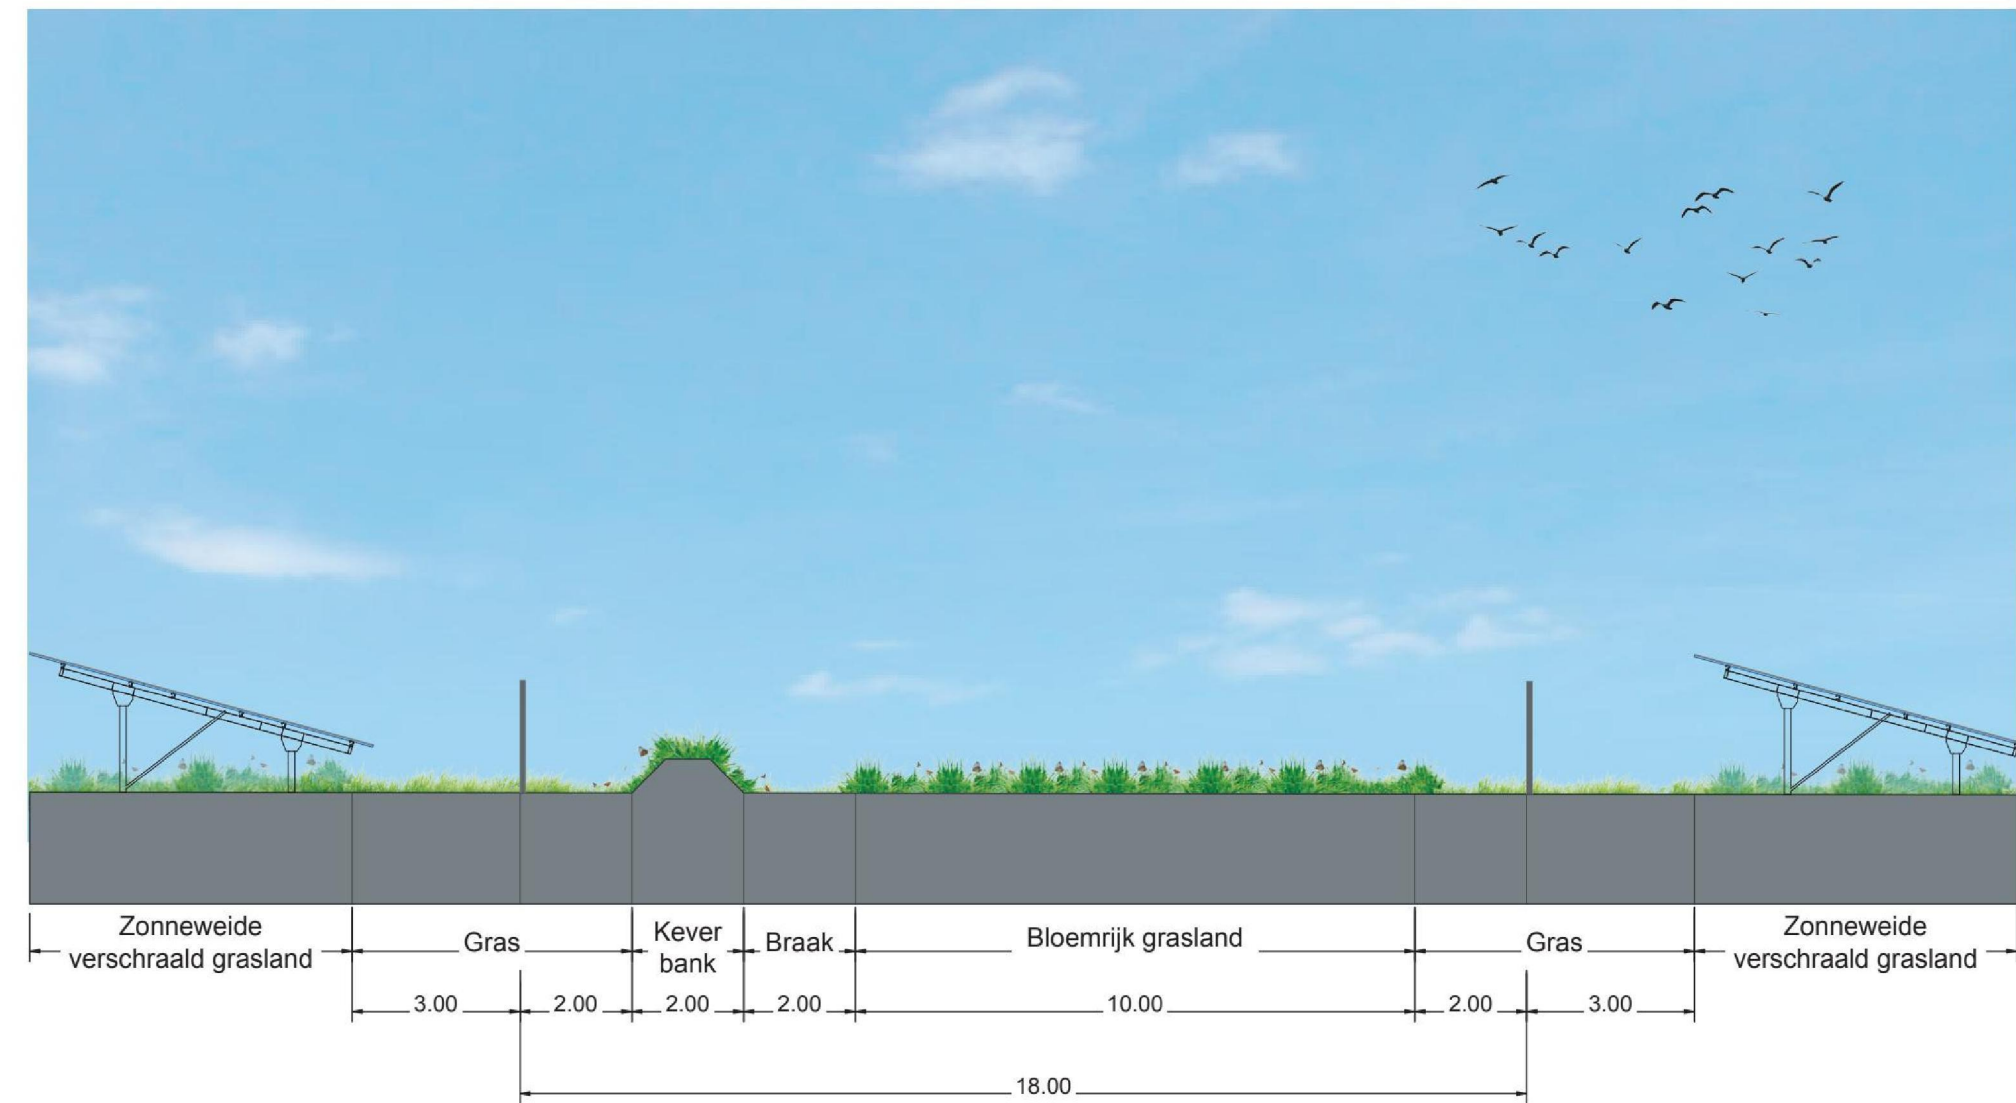 Zonneweide
verschraald grasland
Gras
Kever
bank
Braak
Bloemrijk grasland
Gras
Zonneweide
verschraald grasland
3.00
2.00
2.00
2.00
10.00
2.00
3.00
18.00